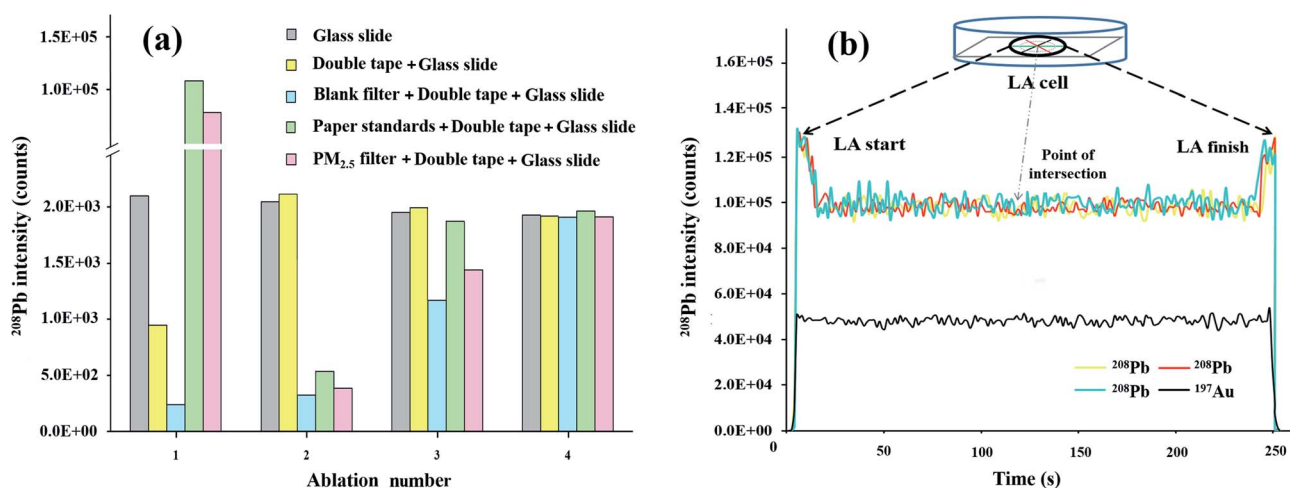 (a)
Glass slide
Double tape + Glass slide
Blank filter + Double tape + Glass slide
Paper standards + Double tape + Glass slide
PM2.5 filter + Double tape + Glass slide
208Pb intensity (counts)
1.5E+05
1.0E+05
2.0E+03
1.5E+03
1.0E+03
5.0E+02
0.0E+00
1 2 3 4
Ablation number
(b)
LA cell
LA start
LA finish
Point of
intersection
208Pb intensity (counts)
1.6E+05
1.4E+05
1.2E+05
1.0E+05
8.0E+04
6.0E+04
4.0E+04
2.0E+04
0.0E+00
208Pb 208Pb
208Pb 197Au
0 50 100 150 200 250
Time (s)